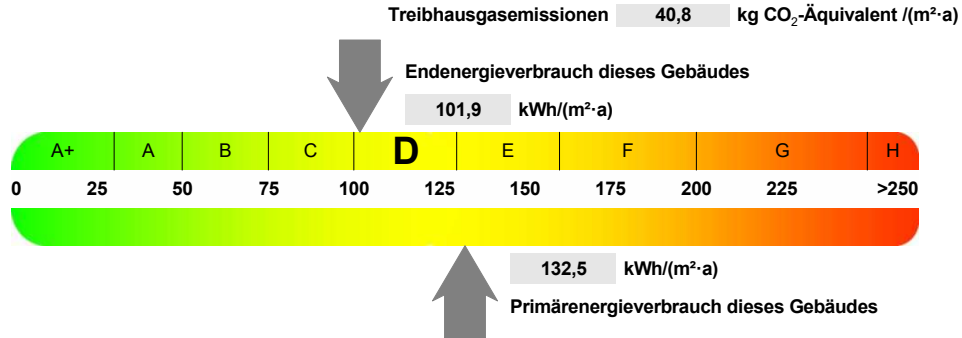 Treibhausgasemissionen 40,8 kg CO₂-Äquivalent /(m²·a)
Endenergieverbrauch dieses Gebäudes
101,9 kWh/(m²·a)
A+ A B C D E F G H
0 25 50 75 100 125 150 175 200 225 >250
132,5 kWh/(m²·a)
Primärenergieverbrauch dieses Gebäudes